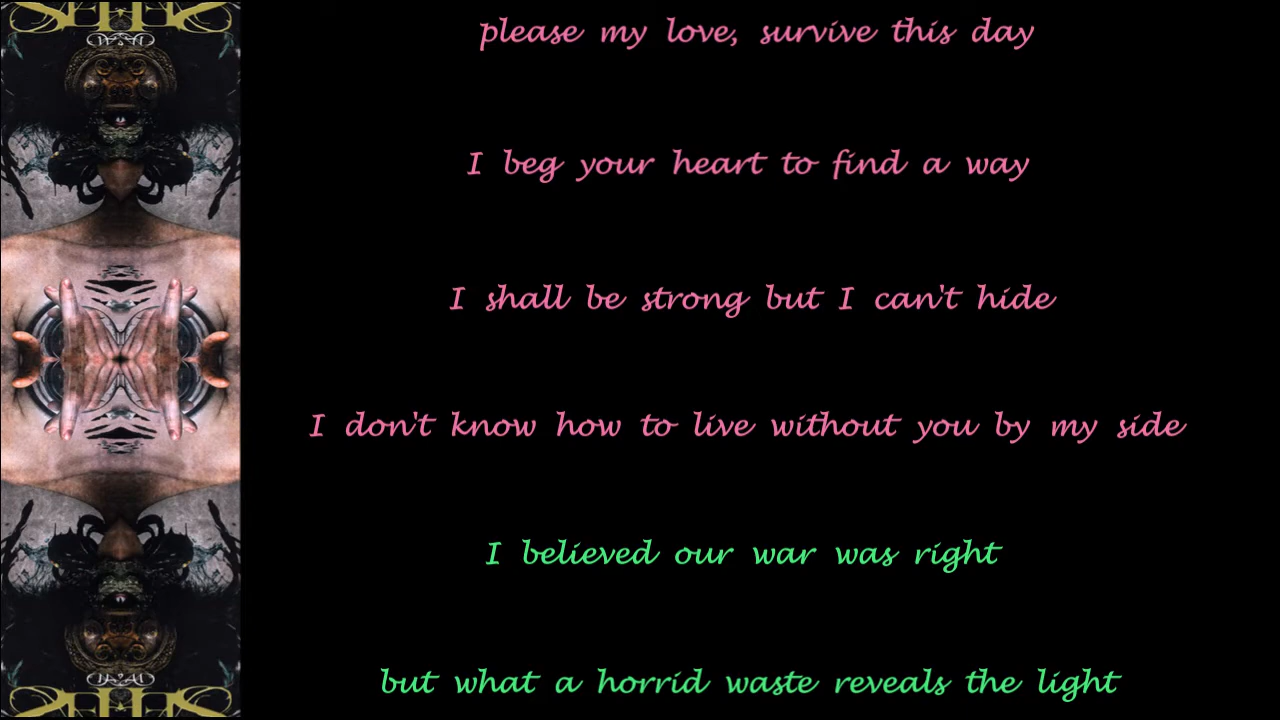 please my love, survive this day
I beg your heart to find a way
I shall be strong but I can't hide
I don't know how to live without you by my side
I believed our war was right
but what a horrid waste reveals the light